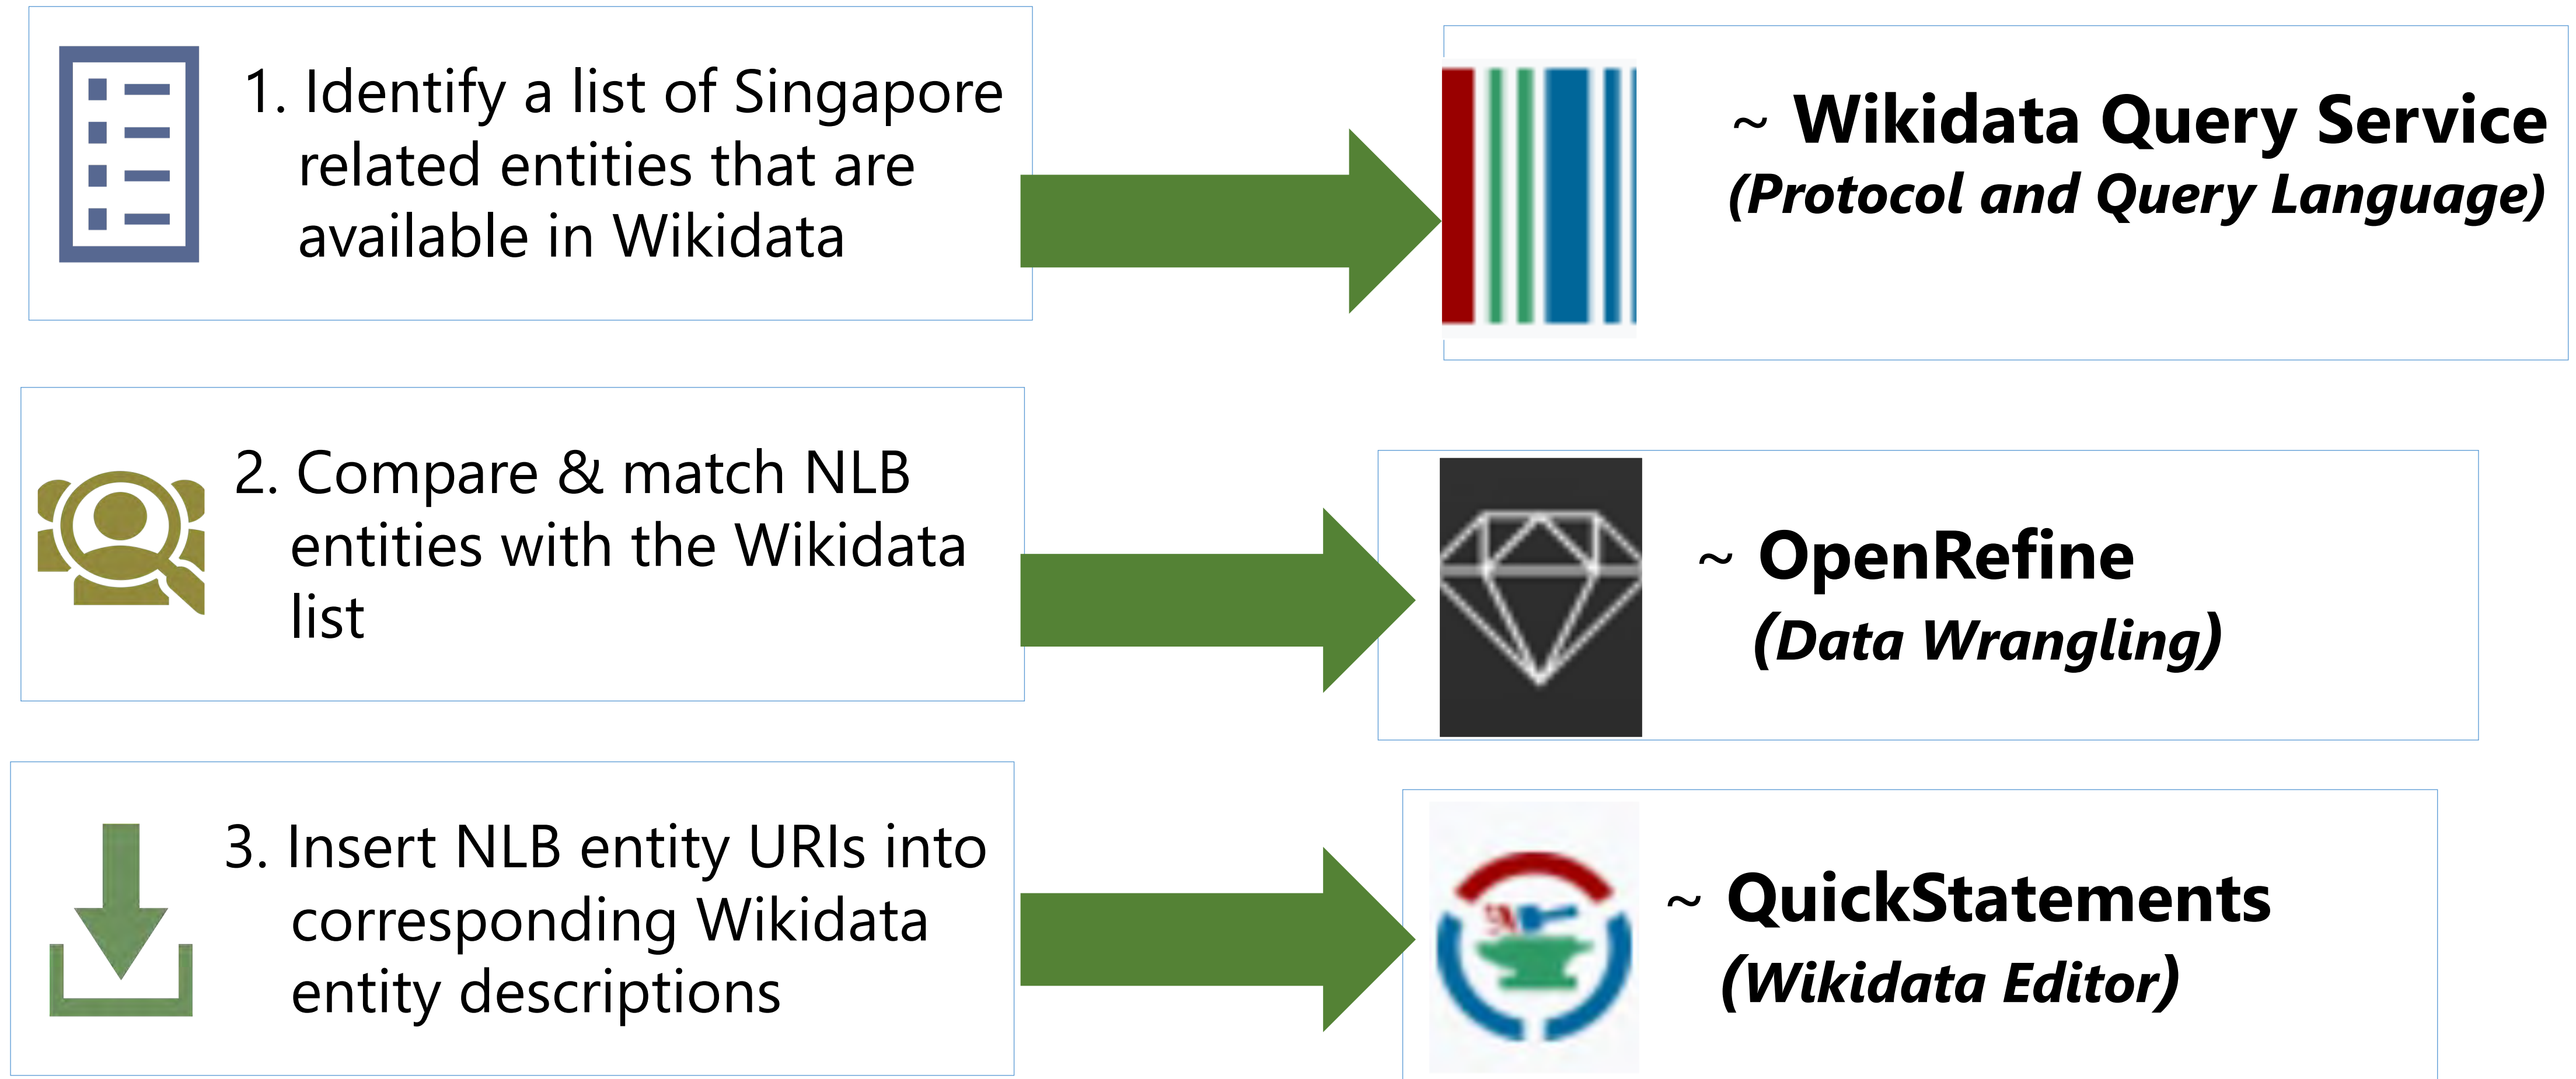 1. Identify a list of Singapore
related entities that are
available in Wikidata
~ Wikidata Query Service
(Protocol and Query Language)
2. Compare & match NLB
entities with the Wikidata
list
~ OpenRefine
(Data Wrangling)
3. Insert NLB entity URIs into
corresponding Wikidata
entity descriptions
~ QuickStatements
(Wikidata Editor)